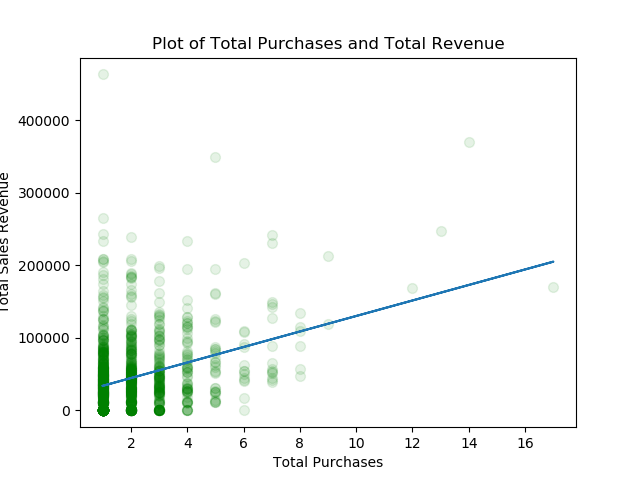 Plot of Total Purchases and Total Revenue
Total Sales Revenue
400000
300000
200000
100000
0
2 4 6 8 10 12 14 16
Total Purchases